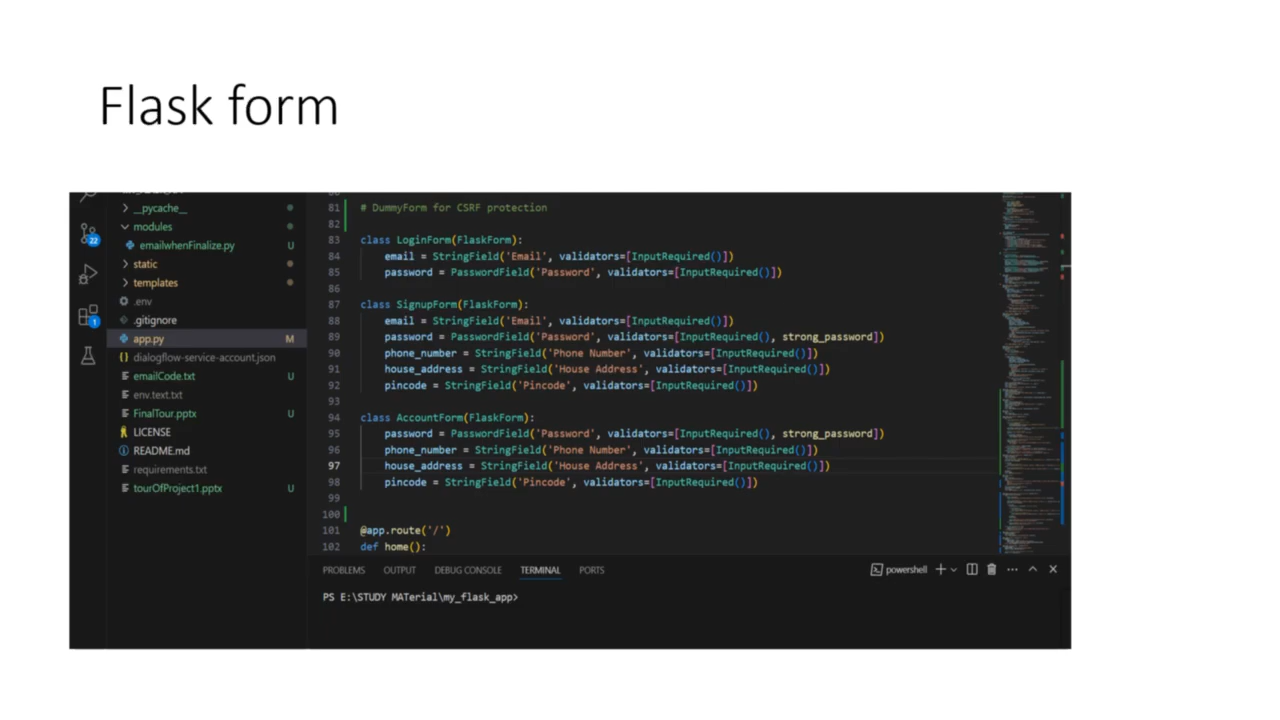 Flask form
__pycache__
modules
emailwhenFinalize.py U
static
templates
.env
.gitignore
app.py M
dialogflow-service-account.json
emailCode.txt U
env.text.txt
FinalTour.pptx U
LICENSE
README.md
requirements.txt
tourOfProject1.pptx U
22
1
81 # DummyForm for CSRF protection
82
83 class LoginForm(FlaskForm):
84 email = StringField('Email', validators=[InputRequired()])
85 password = PasswordField('Password', validators=[InputRequired()])
86
87 class SignupForm(FlaskForm):
88 email = StringField('Email', validators=[InputRequired()])
89 password = PasswordField('Password', validators=[InputRequired(), strong_password])
90 phone_number = StringField('Phone Number', validators=[InputRequired()])
91 house_address = StringField('House Address', validators=[InputRequired()])
92 pincode = StringField('Pincode', validators=[InputRequired()])
93
94 class AccountForm(FlaskForm):
95 password = PasswordField('Password', validators=[InputRequired(), strong_password])
96 phone_number = StringField('Phone Number', validators=[InputRequired()])
97 house_address = StringField('House Address', validators=[InputRequired()])
98 pincode = StringField('Pincode', validators=[InputRequired()])
99
100
101 @app.route('/')
102 def home():
PROBLEMS OUTPUT DEBUG CONSOLE TERMINAL PORTS powershell
PS E:\STUDY MATerial\my_flask_app>